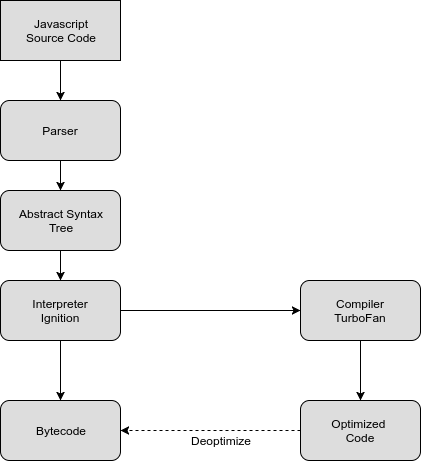 Javascript
Source Code
Parser
Abstract Syntax
Tree
Interpreter
Ignition
Compiler
TurboFan
Bytecode
Deoptimize
Optimized
Code